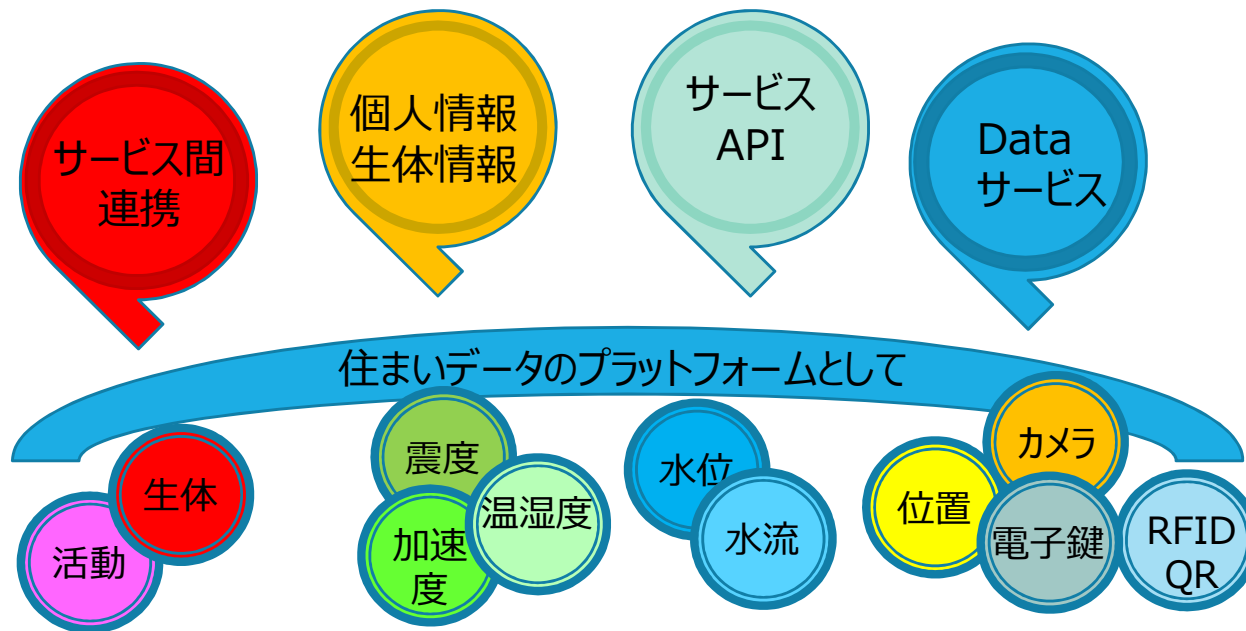 サービス間
連携
個人情報
生体情報
サービス
API
Data
サービス
住まいデータのプラットフォームとして
生体
活動
震度
温湿度
加速
度
水位
水流
カメラ
位置
電子鍵
RFID
QR